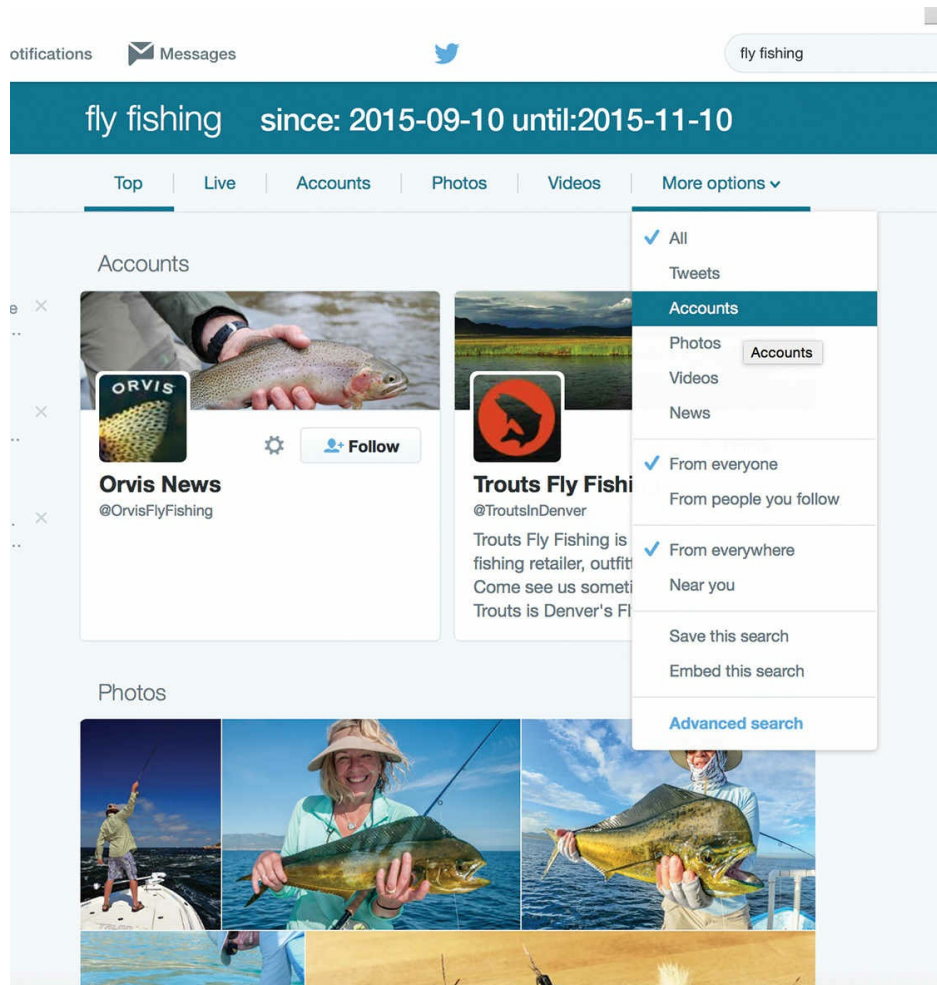 otifications
Messages
fly fishing
fly fishing since: 2015-09-10 until:2015-11-10
Top
Live
Accounts
Photos
Videos
More options
All
Tweets
Accounts
Photos
Accounts
Videos
News
From everyone
From people you follow
From everywhere
Near you
Save this search
Embed this search
Advanced search
Accounts
e
..
..
.
..
ORVIS
Follow
Orvis News
@OrvisFlyFishing
Trouts Fly Fishi
@TroutsInDenver
Trouts Fly Fishing is
fishing retailer, outfitt
Come see us someti
Trouts is Denver's Fl
Photos